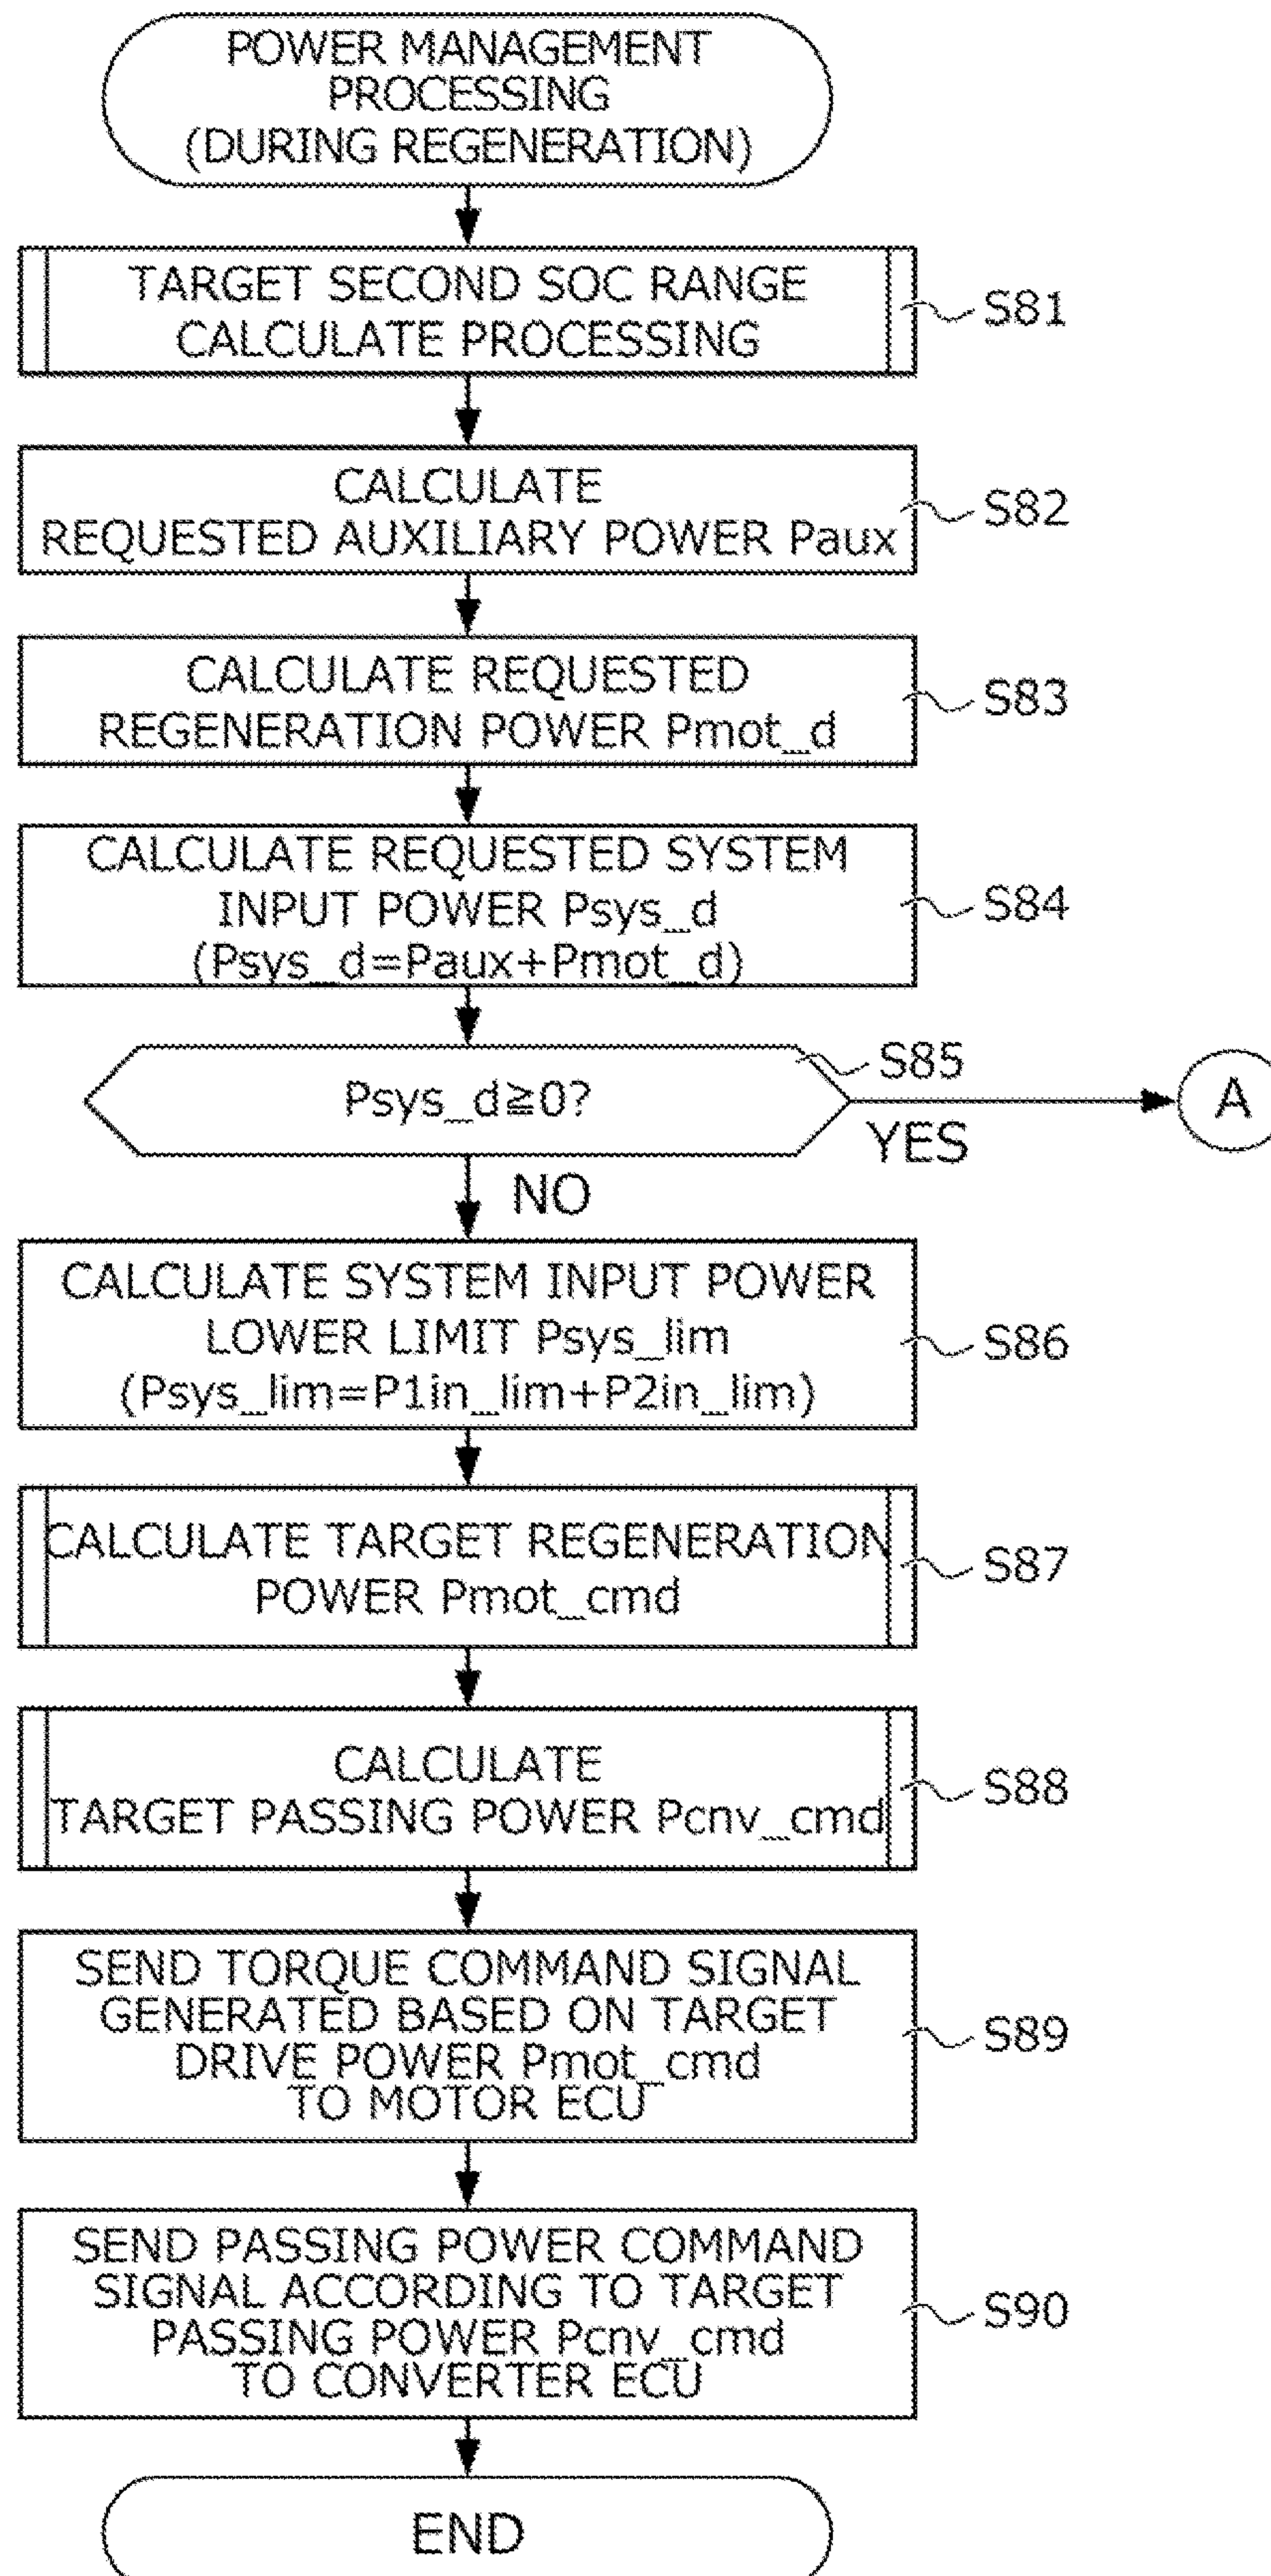 POWER MANAGEMENT
PROCESSING
(DURING REGENERATION)
TARGET SECOND SOC RANGE
CALCULATE PROCESSING
S81
CALCULATE
REQUESTED AUXILIARY POWER Paux
S82
CALCULATE REQUESTED
REGENERATION POWER Pmot_d
S83
CALCULATE REQUESTED SYSTEM
INPUT POWER Psys_d
(Psys_d=Paux+Pmot_d)
S84
Psys_d≧0?
S85
YES
A
NO
CALCULATE SYSTEM INPUT POWER
LOWER LIMIT Psys_lim
(Psys_lim=P1in_lim+P2in_lim)
S86
CALCULATE TARGET REGENERATION
POWER Pmot_cmd
S87
CALCULATE
TARGET PASSING POWER Pcnv_cmd
S88
SEND TORQUE COMMAND SIGNAL
GENERATED BASED ON TARGET
DRIVE POWER Pmot_cmd
TO MOTOR ECU
S89
SEND PASSING POWER COMMAND
SIGNAL ACCORDING TO TARGET
PASSING POWER Pcnv_cmd
TO CONVERTER ECU
S90
END